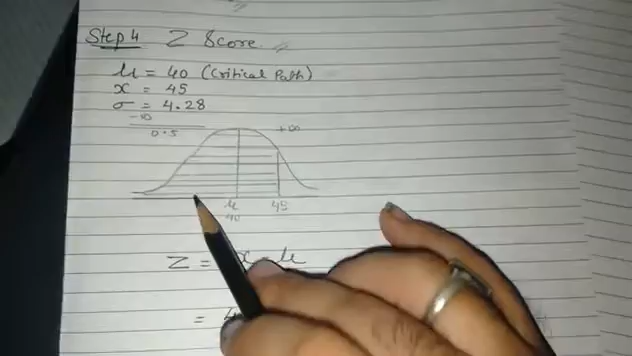 Step 4 Z Score.
μ = 40 (Critical Path)
x = 45
σ = 4.28
-∞ +∞
0.5
μ 45
40
Z = x - μ
=